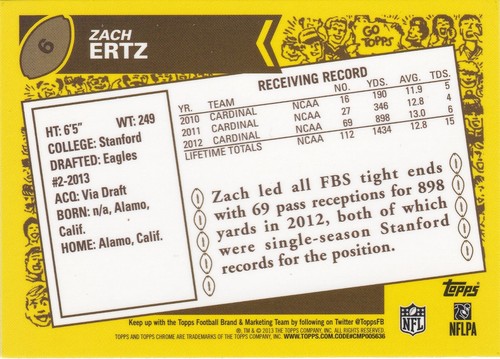 6
ZACH
ERTZ
GO
TOPPS
HT: 6'5" WT: 249
COLLEGE: Stanford
DRAFTED: Eagles
#2-2013
ACQ: Via Draft
BORN: n/a, Alamo,
Calif.
HOME: Alamo, Calif.
RECEIVING RECORD
YR. TEAM NO. YDS. AVG. TDS.
2010 CARDINAL NCAA 16 190 11.9 5
2011 CARDINAL NCAA 27 346 12.8 4
2012 CARDINAL NCAA 69 898 13.0 6
LIFETIME TOTALS 112 1434 12.8 15
Zach led all FBS tight ends
with 69 pass receptions for 898
yards in 2012, both of which
were single-season Stanford
records for the position.
Topps
NFL
NFLPA
Keep up with the Topps Football Brand & Marketing Team by following on Twitter @ToppsFB
®, TM & © 2013 THE TOPPS COMPANY, INC. ALL RIGHTS RESERVED.
TOPPS AND TOPPS CHROME ARE TRADEMARKS OF THE TOPPS COMPANY, INC. WWW.TOPPS.COM.CODE#CMP005636